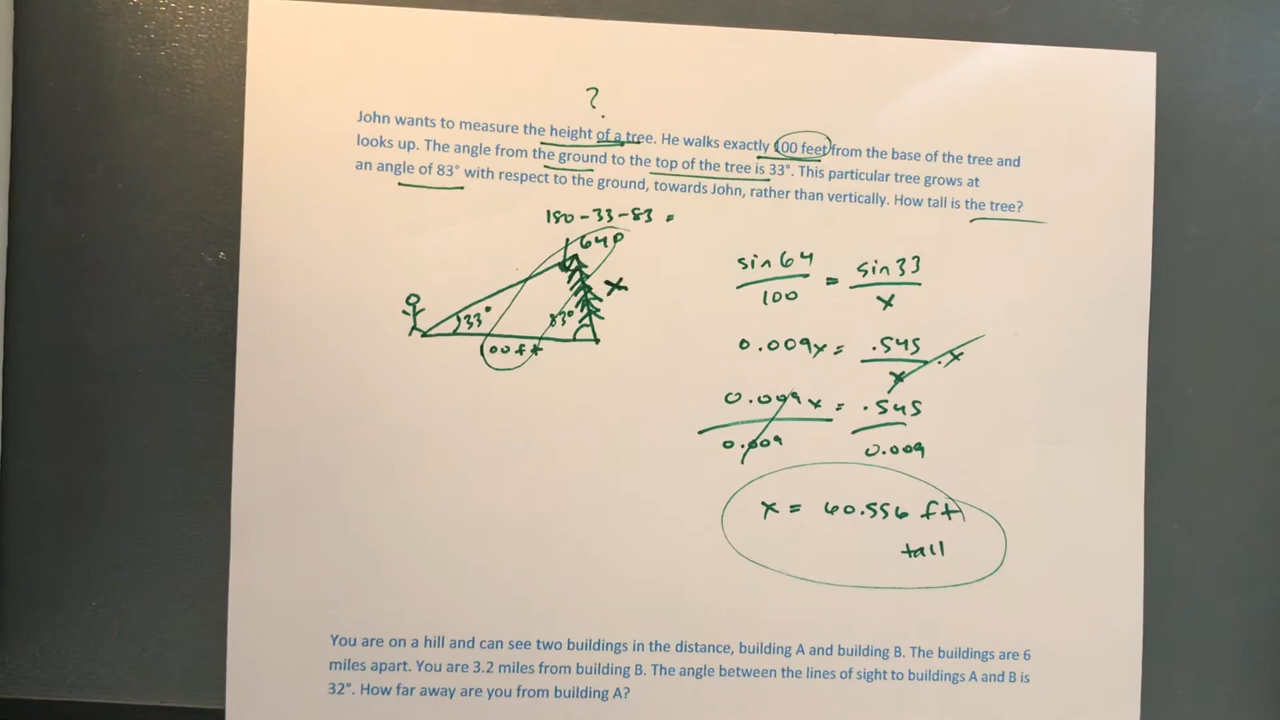 ?
John wants to measure the height of a tree. He walks exactly 100 feet from the base of the tree and
looks up. The angle from the ground to the top of the tree is 33°. This particular tree grows at
an angle of 83° with respect to the ground, towards John, rather than vertically. How tall is the tree?
180-33-83 =
64°
33°
83°
x
100ft
sin 64 / 100 = sin 33 / x
0.009x = .545 / x · x
0.009x = .545
0.009 0.009
x = 60.556 ft
tall
You are on a hill and can see two buildings in the distance, building A and building B. The buildings are 6
miles apart. You are 3.2 miles from building B. The angle between the lines of sight to buildings A and B is
32°. How far away are you from building A?